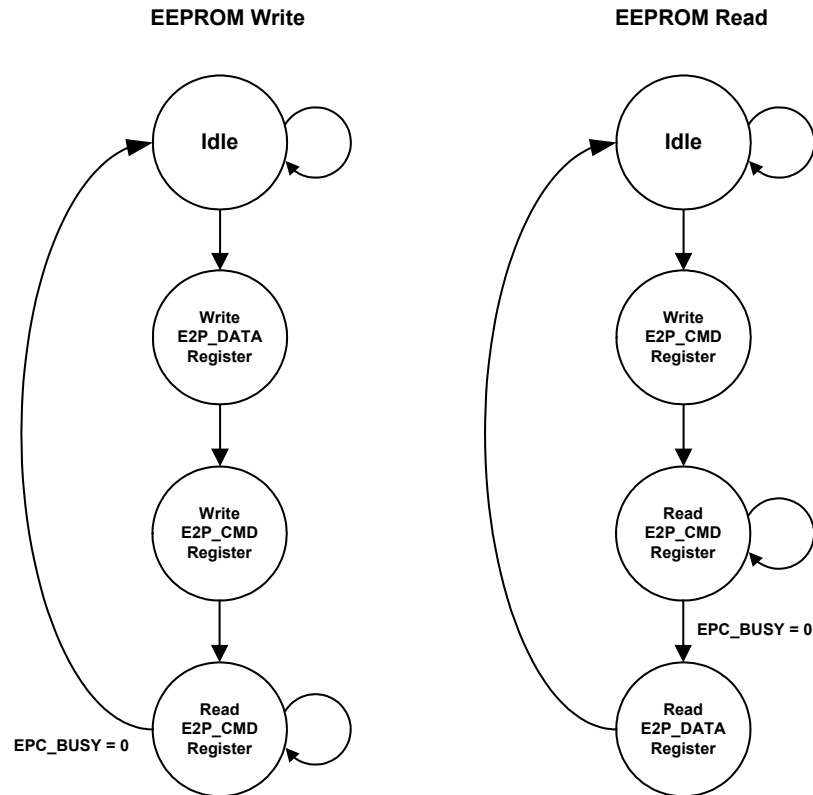 EEPROM Write
Idle
Write
E2P_DATA
Register
Write
E2P_CMD
Register
Read
E2P_CMD
Register
EPC_BUSY = 0
EEPROM Read
Idle
Write
E2P_CMD
Register
Read
E2P_CMD
Register
EPC_BUSY = 0
Read
E2P_DATA
Register